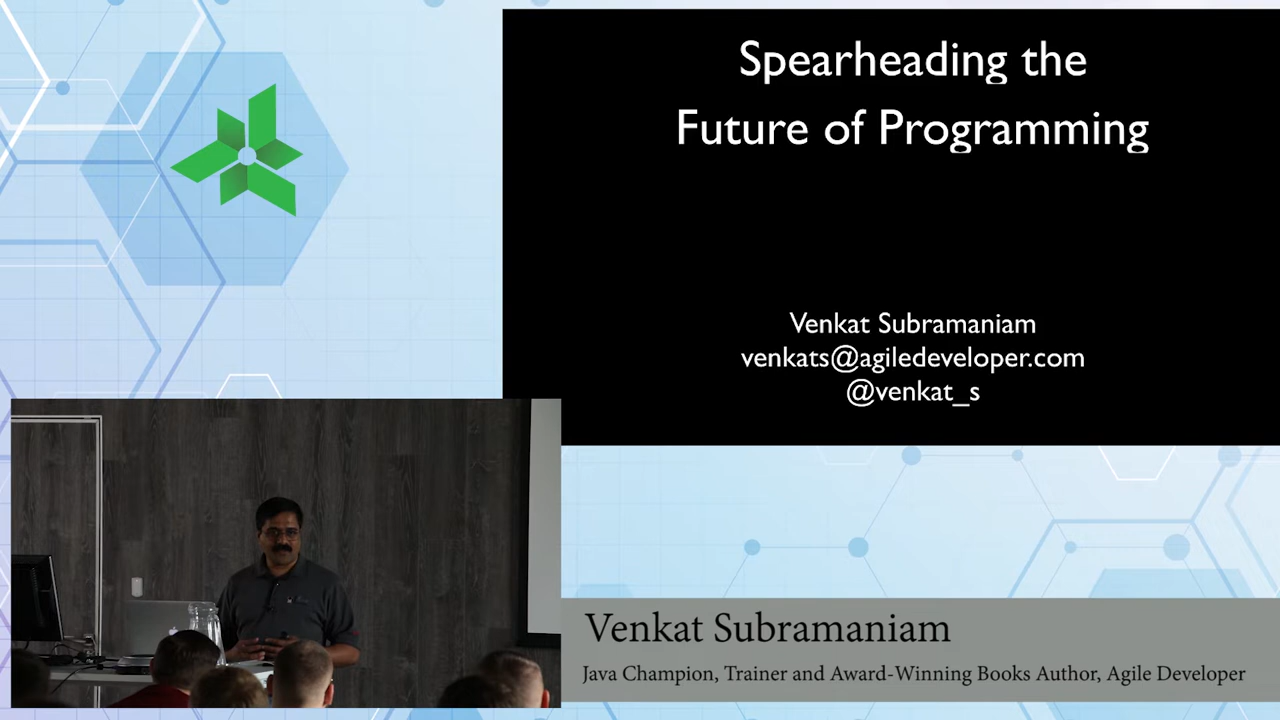 Spearheading the
Future of Programming
Venkat Subramaniam
venkats@agiledeveloper.com
@venkat_s
Venkat Subramaniam
Java Champion, Trainer and Award-Winning Books Author, Agile Developer